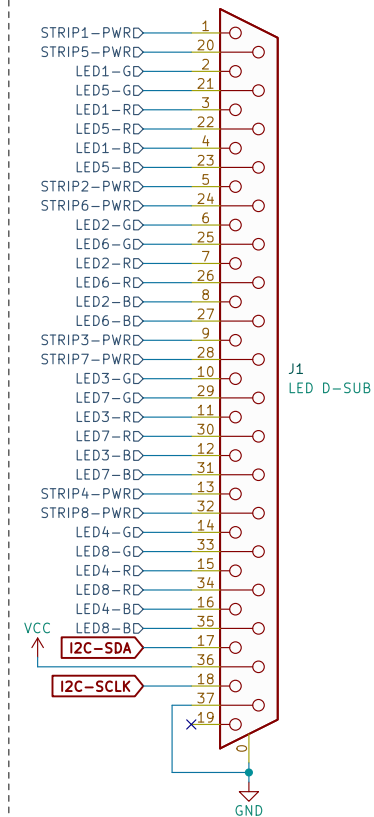 STRIP1-PWR 1
STRIP5-PWR 20
LED1-G 2
LED5-G 21
LED1-R 3
LED5-R 22
LED1-B 4
LED5-B 23
STRIP2-PWR 5
STRIP6-PWR 24
LED2-G 6
LED6-G 25
LED2-R 7
LED6-R 26
LED2-B 8
LED6-B 27
STRIP3-PWR 9
STRIP7-PWR 28
LED3-G 10
LED7-G 29
LED3-R 11
LED7-R 30
LED3-B 12
LED7-B 31
STRIP4-PWR 13
STRIP8-PWR 32
LED4-G 14
LED8-G 33
LED4-R 15
LED8-R 34
LED4-B 16
LED8-B 35
VCC
I2C-SDA 17
36
I2C-SCLK 18
37
19
0
GND
J1
LED D-SUB